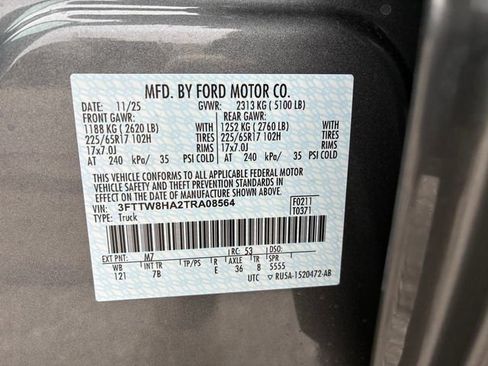 MFD. BY FORD MOTOR CO.
DATE: 11/25 GVWR: 2313 KG ( 5100 LB)
FRONT GAWR: REAR GAWR:
1188 KG ( 2620 LB) WITH 1252 KG ( 2760 LB) WITH
225/65R17 102H TIRES 225/65R17 102H TIRES
17x7.0J RIMS 17x7.0J RIMS
AT 240 kPa/ 35 PSI COLD AT 240 kPa/ 35 PSI COLD
THIS VEHICLE CONFORMS TO ALL APPLICABLE FEDERAL MOTOR
VEHICLE SAFETY AND THEFT PREVENTION STANDARDS IN EFFECT
ON THE DATE OF MANUFACTURE SHOWN ABOVE.
VIN: 3FTTW8HA2TRA08564 F0211
TYPE: Truck T0371
EXT PNT: M7 RC: 53 DSO:
WB INT TR TP/PS R AXLE TR SPR
121 7B E 36 8 5555
UTC RU5A-1520472-AB